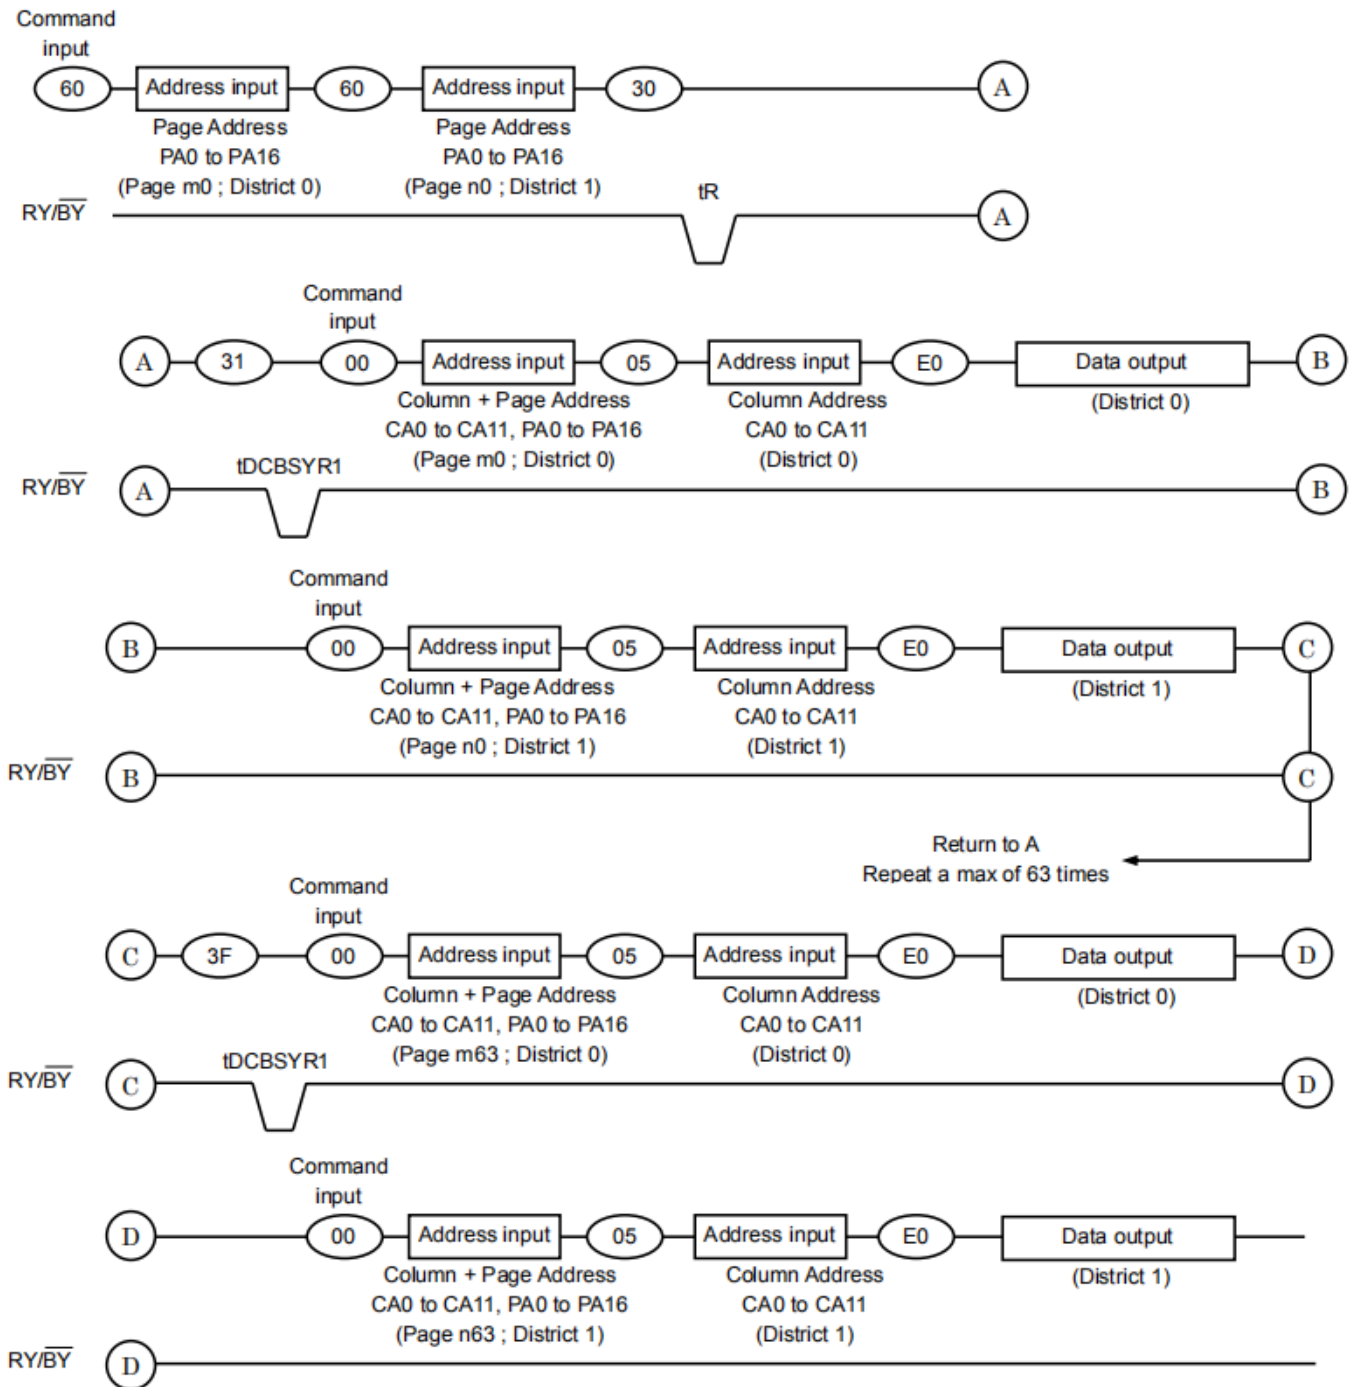 Command
input
60 Address input 60 Address input 30 A
Page Address Page Address
PA0 to PA16 PA0 to PA16
(Page m0 ; District 0) (Page n0 ; District 1) tR
RY/BY A
Command
input
A 31 00 Address input 05 Address input E0 Data output B
Column + Page Address Column Address (District 0)
CA0 to CA11, PA0 to PA16 CA0 to CA11
(Page m0 ; District 0) (District 0)
tDCBSYR1
RY/BY A B
Command
input
B 00 Address input 05 Address input E0 Data output C
Column + Page Address Column Address (District 1)
CA0 to CA11, PA0 to PA16 CA0 to CA11
(Page n0 ; District 1) (District 1)
RY/BY B C
Return to A
Repeat a max of 63 times
Command
input
C 3F 00 Address input 05 Address input E0 Data output D
Column + Page Address Column Address (District 0)
CA0 to CA11, PA0 to PA16 CA0 to CA11
(Page m63 ; District 0) (District 0)
tDCBSYR1
RY/BY C D
Command
input
D 00 Address input 05 Address input E0 Data output
Column + Page Address Column Address (District 1)
CA0 to CA11, PA0 to PA16 CA0 to CA11
(Page n63 ; District 1) (District 1)
RY/BY D